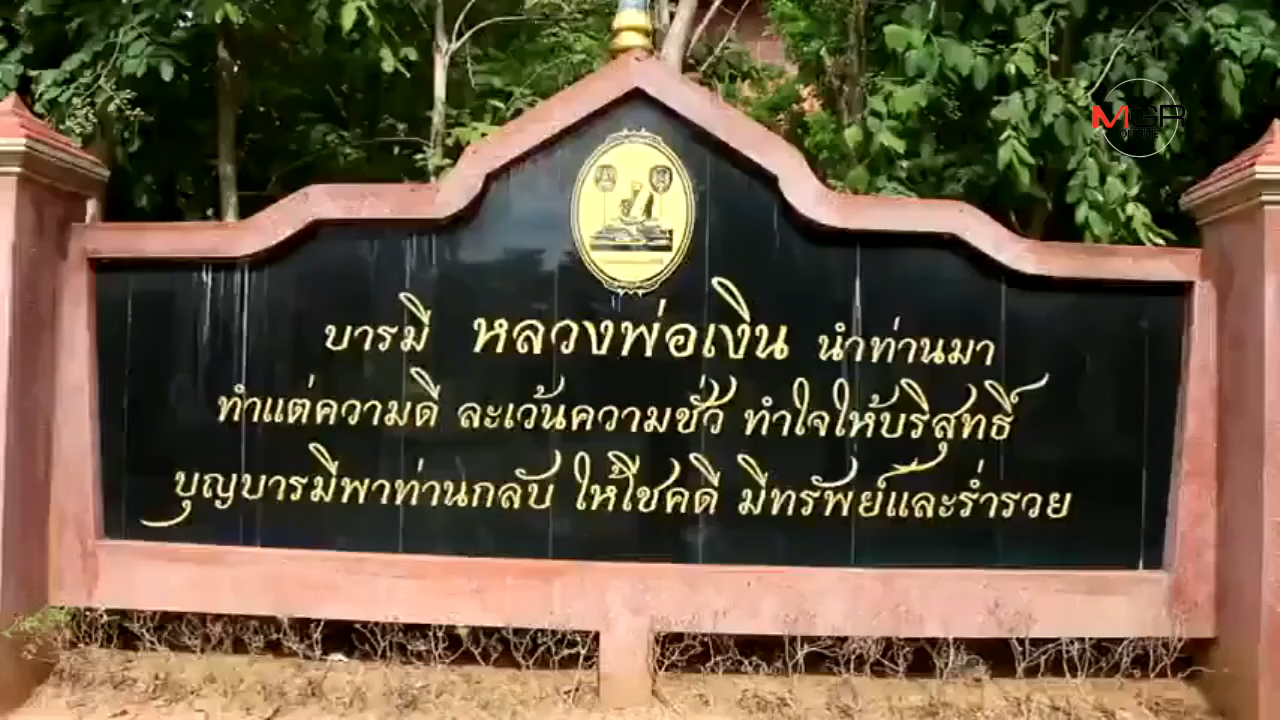 MGR
ONLINE
บารมี หลวงพ่อเงิน นำท่านมา
ทำแต่ความดี ละเว้นความชั่ว ทำใจให้บริสุทธิ์
บุญบารมีพาท่านกลับ ให้โชคดี มีทรัพย์และร่ำรวย